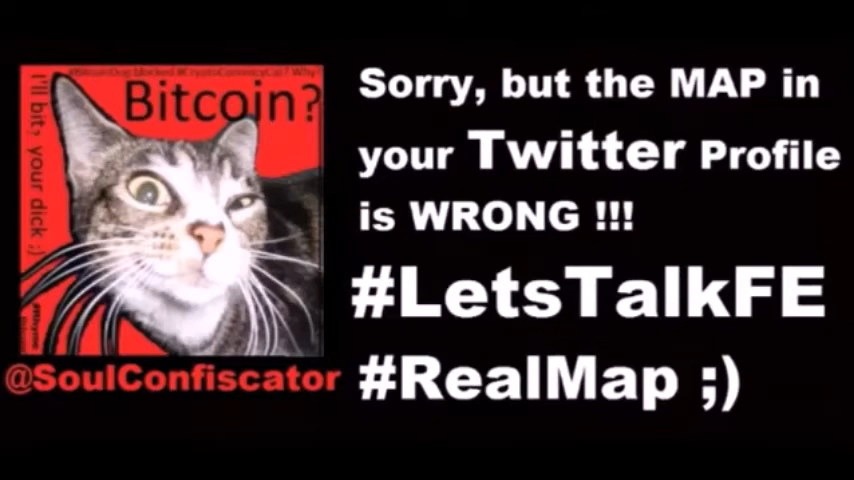 Bitcoin?
I'll bit, your dick ;)
@SoulConfiscator
Sorry, but the MAP in
your Twitter Profile
is WRONG !!!
#LetsTalkFE
#RealMap ;)